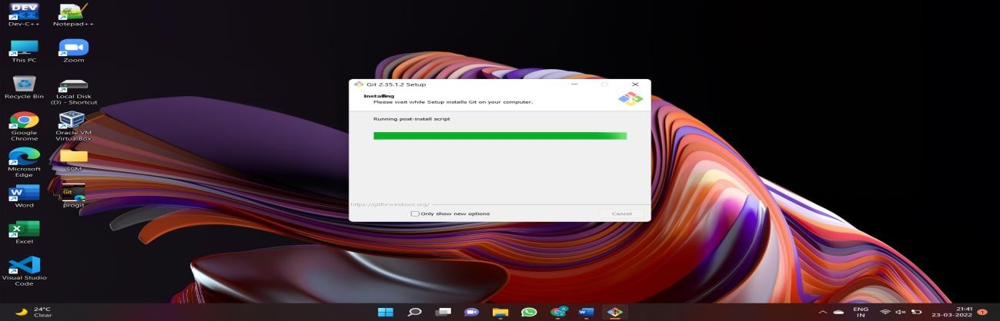 DEV
Dev-C++
Notepad++
This PC
Zoom
Recycle Bin
Local Disk
(D) - Shortcut
Google
Chrome
Oracle VM
VirtualBox
Microsoft
Edge
SCM
W
Word
Git
progit
X
Excel
Visual Studio
Code
Git 2.35.1.2 Setup
Installing
Please wait while Setup installs Git on your computer.
Running post-install script
https://gitforwindows.org/
Only show new options
Cancel
24°C
Clear
ENG
IN
21:41
23-03-2022
1